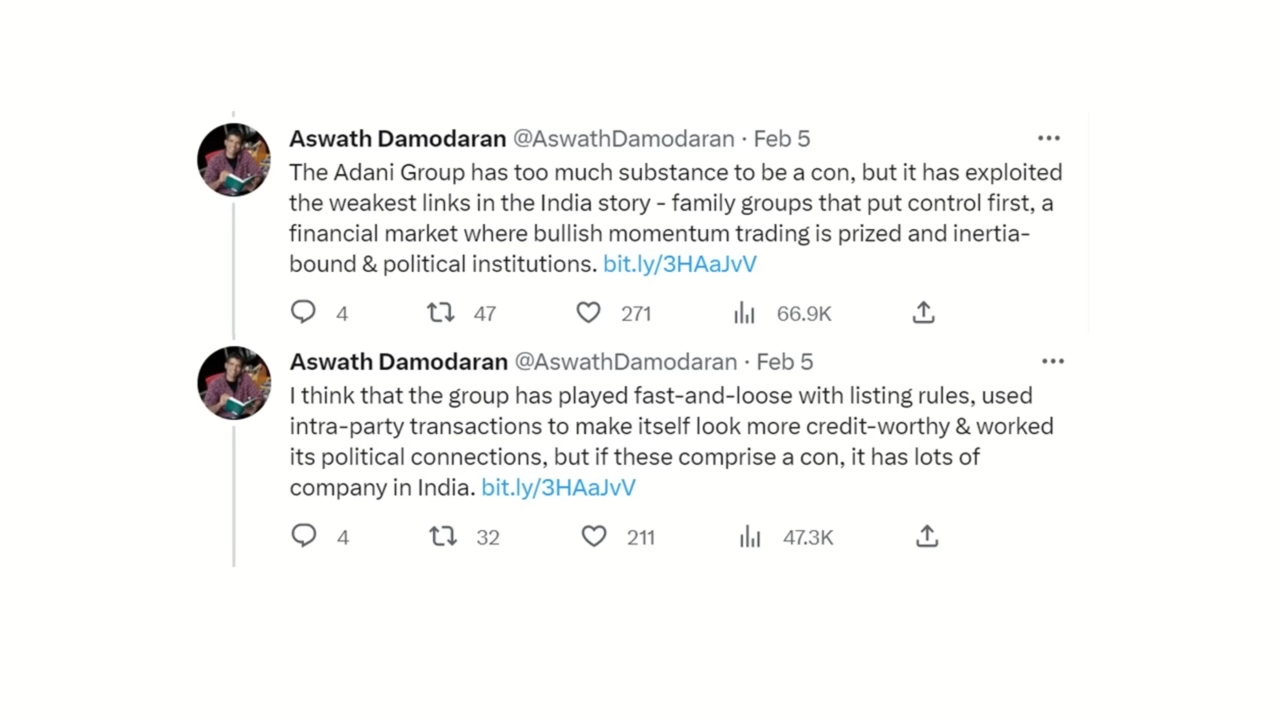 Aswath Damodaran @AswathDamodaran · Feb 5
The Adani Group has too much substance to be a con, but it has exploited
the weakest links in the India story - family groups that put control first, a
financial market where bullish momentum trading is prized and inertia-
bound & political institutions. bit.ly/3HAaJvV
4 47 271 66.9K
Aswath Damodaran @AswathDamodaran · Feb 5
I think that the group has played fast-and-loose with listing rules, used
intra-party transactions to make itself look more credit-worthy & worked
its political connections, but if these comprise a con, it has lots of
company in India. bit.ly/3HAaJvV
4 32 211 47.3K